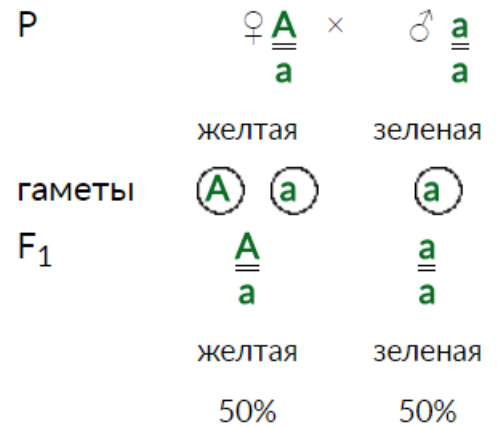 P ♀ A × ♂ a
a a
желтая зеленая
гаметы A a a
F1 A a
a a
желтая зеленая
50% 50%